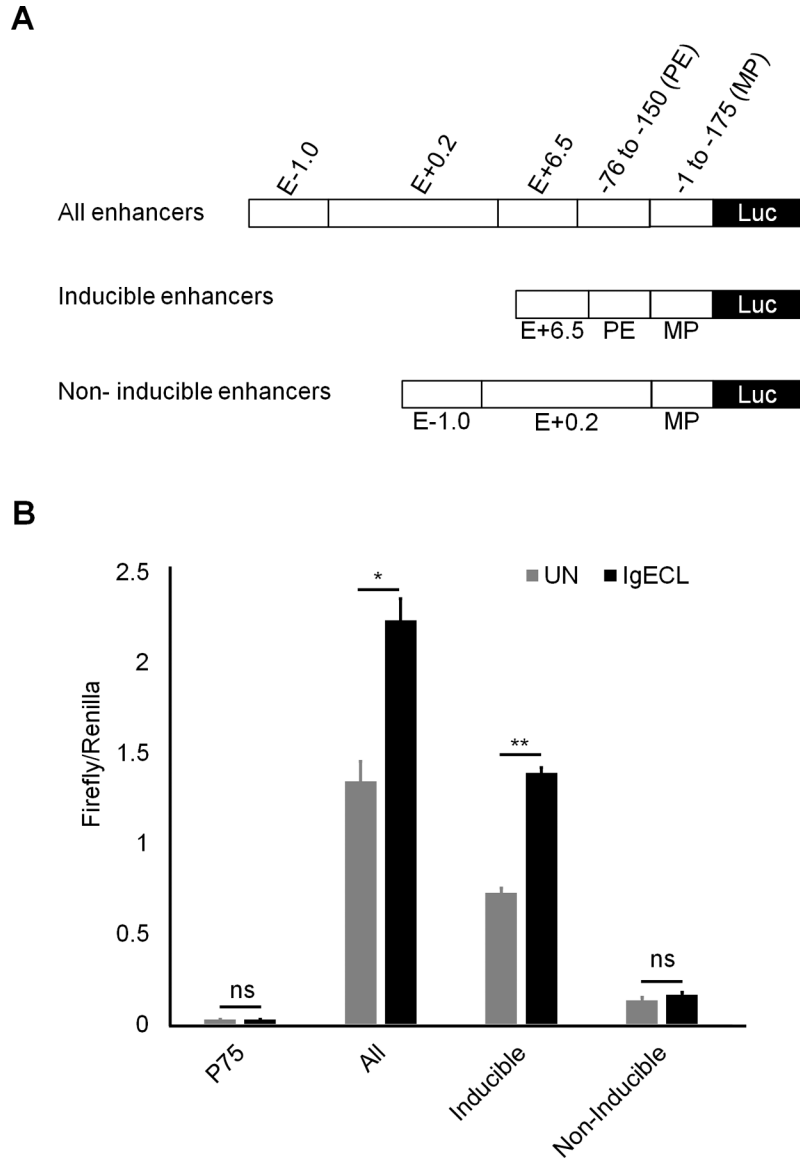 A
E-1.0
E+0.2
E+6.5
-76 to -150 (PE)
-1 to -175 (MP)
All enhancers
Luc
Inducible enhancers
Luc
E+6.5 PE MP
Non- inducible enhancers
Luc
E-1.0 E+0.2 MP
B
UN IgECL
Firefly/Renilla
2.5
2
1.5
1
0.5
0
ns
*
**
ns
P75
All
Inducible
Non-Inducible